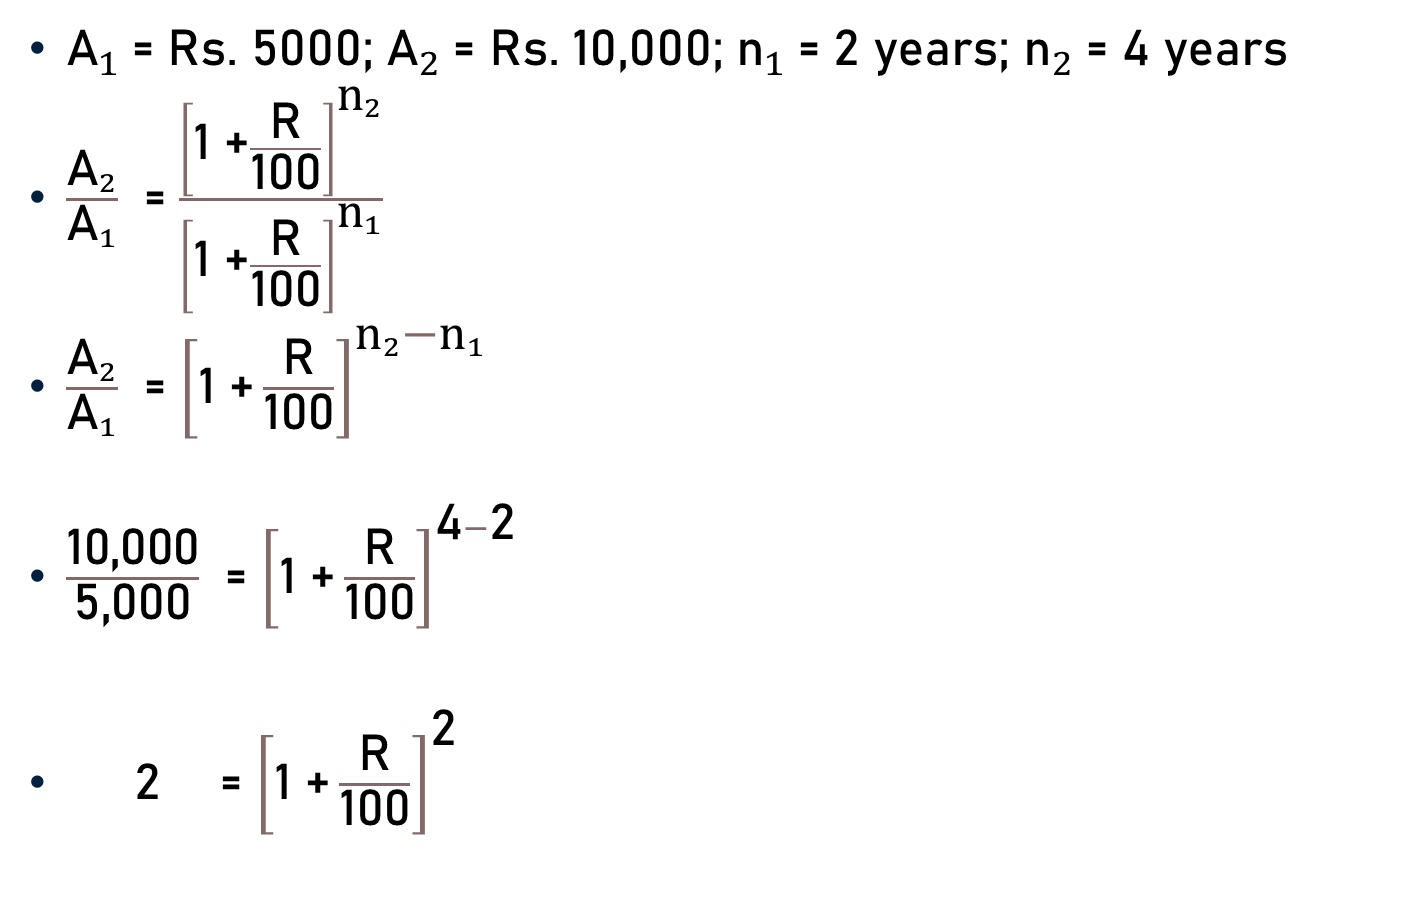 • A₁ = Rs. 5000; A₂ = Rs. 10,000; n₁ = 2 years; n₂ = 4 years
• A₂/A₁ = [1 + R/100]^n₂ / [1 + R/100]^n₁
• A₂/A₁ = [1 + R/100]^(n₂−n₁)
• 10,000/5,000 = [1 + R/100]^(4−2)
• 2 = [1 + R/100]^2